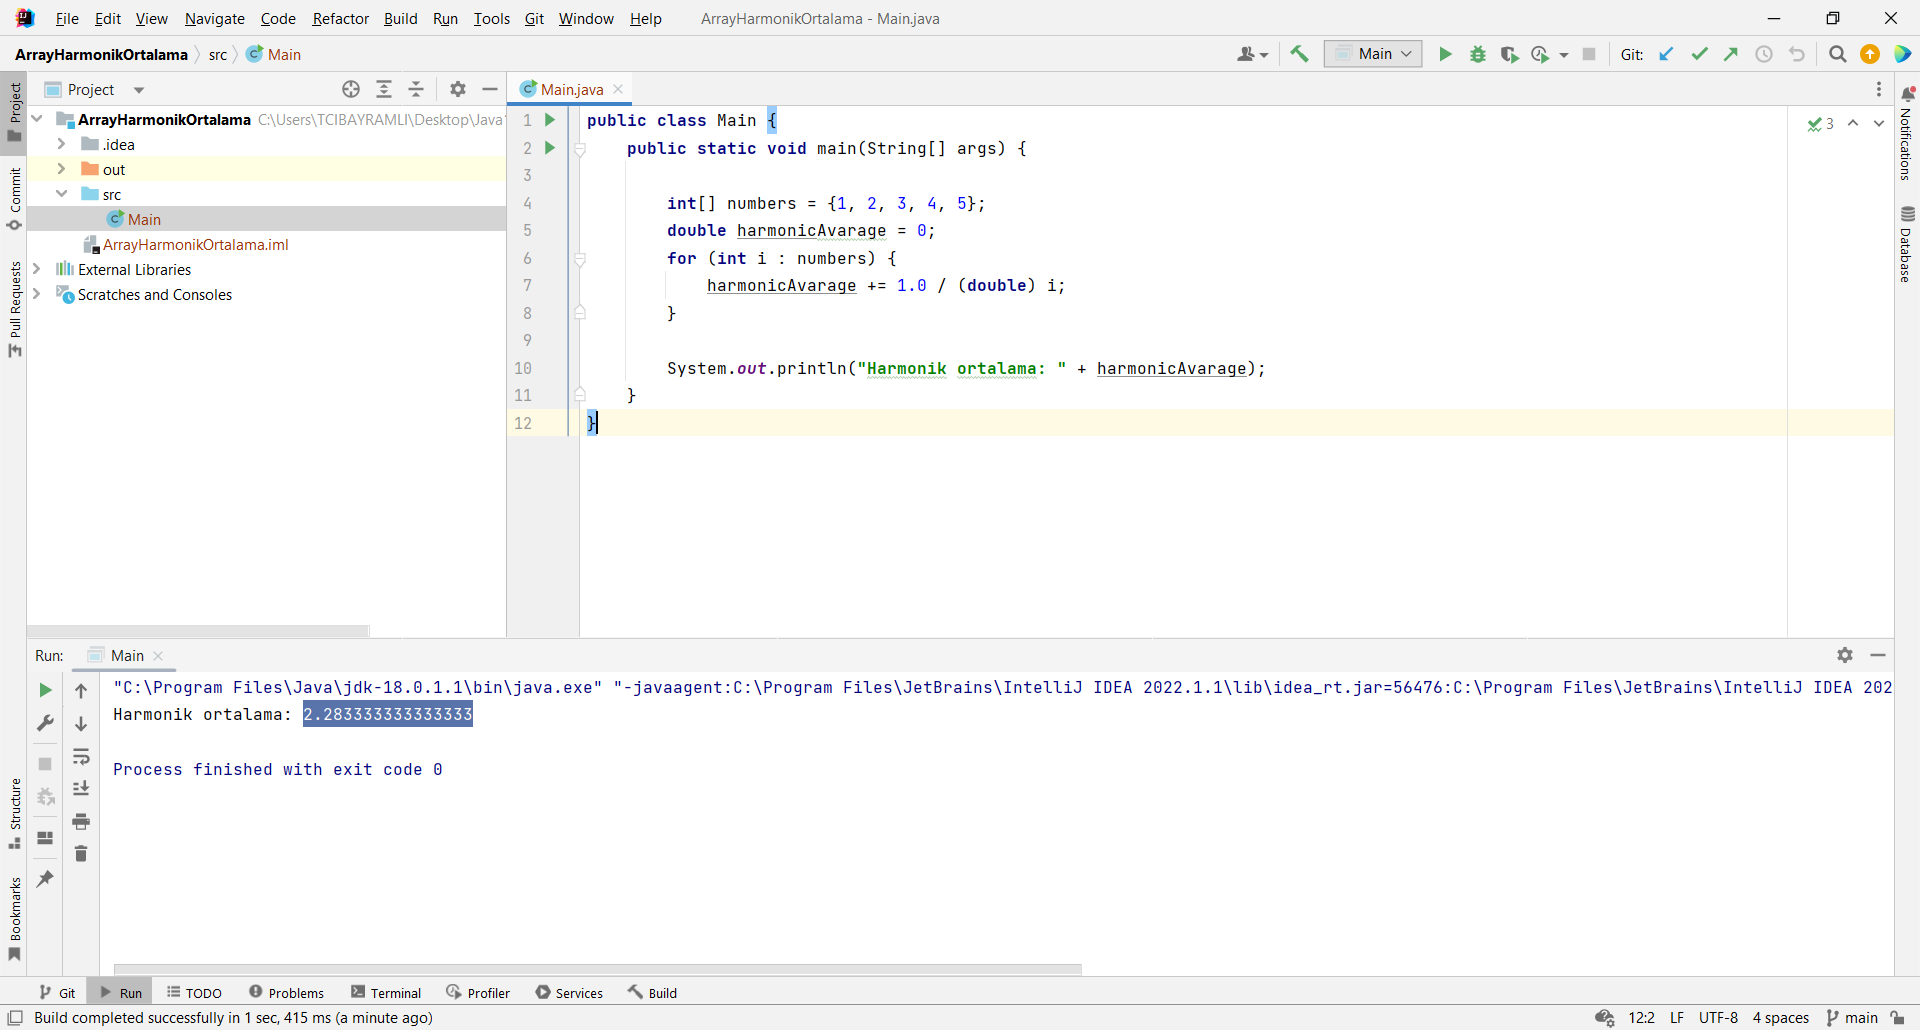 File Edit View Navigate Code Refactor Build Run Tools Git Window Help ArrayHarmonikOrtalama - Main.java
ArrayHarmonikOrtalama src Main
Main Git:
Project
Main.java
ArrayHarmonikOrtalama C:\Users\TCIBAYRAMLI\Desktop\Java
.idea
out
src
Main
ArrayHarmonikOrtalama.iml
External Libraries
Scratches and Consoles
Project
Commit
Pull Requests
Structure
Bookmarks
1 public class Main {
2 public static void main(String[] args) {
3
4 int[] numbers = {1, 2, 3, 4, 5};
5 double harmonicAvarage = 0;
6 for (int i : numbers) {
7 harmonicAvarage += 1.0 / (double) i;
8 }
9
10 System.out.println("Harmonik ortalama: " + harmonicAvarage);
11 }
12 }
3
Notifications
Database
Run: Main
"C:\Program Files\Java\jdk-18.0.1.1\bin\java.exe" "-javaagent:C:\Program Files\JetBrains\IntelliJ IDEA 2022.1.1\lib\idea_rt.jar=56476:C:\Program Files\JetBrains\IntelliJ IDEA 202
Harmonik ortalama: 2.283333333333333
Process finished with exit code 0
Git Run TODO Problems Terminal Profiler Services Build
Build completed successfully in 1 sec, 415 ms (a minute ago)
12:2 LF UTF-8 4 spaces main